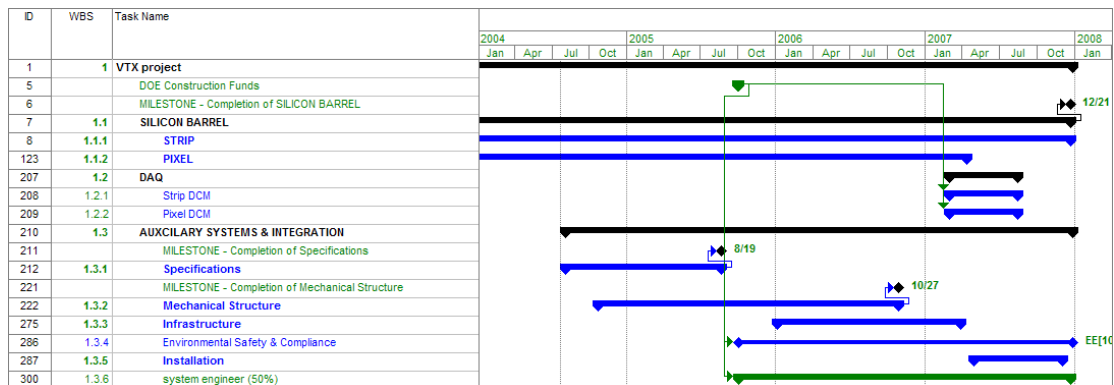 ID WBS Task Name
2004 2005 2006 2007 2008
Jan Apr Jul Oct Jan Apr Jul Oct Jan Apr Jul Oct Jan Apr Jul Oct Jan
1 1 VTX project
5 DOE Construction Funds
6 MILESTONE - Completion of SILICON BARREL 12/21
7 1.1 SILICON BARREL
8 1.1.1 STRIP
123 1.1.2 PIXEL
207 1.2 DAQ
208 1.2.1 Strip DCM
209 1.2.2 Pixel DCM
210 1.3 AUXCILARY SYSTEMS & INTEGRATION
211 MILESTONE - Completion of Specifications 8/19
212 1.3.1 Specifications
221 MILESTONE - Completion of Mechanical Structure 10/27
222 1.3.2 Mechanical Structure
275 1.3.3 Infrastructure
286 1.3.4 Environmental Safety & Compliance EE[10
287 1.3.5 Installation
300 1.3.6 system engineer (50%)